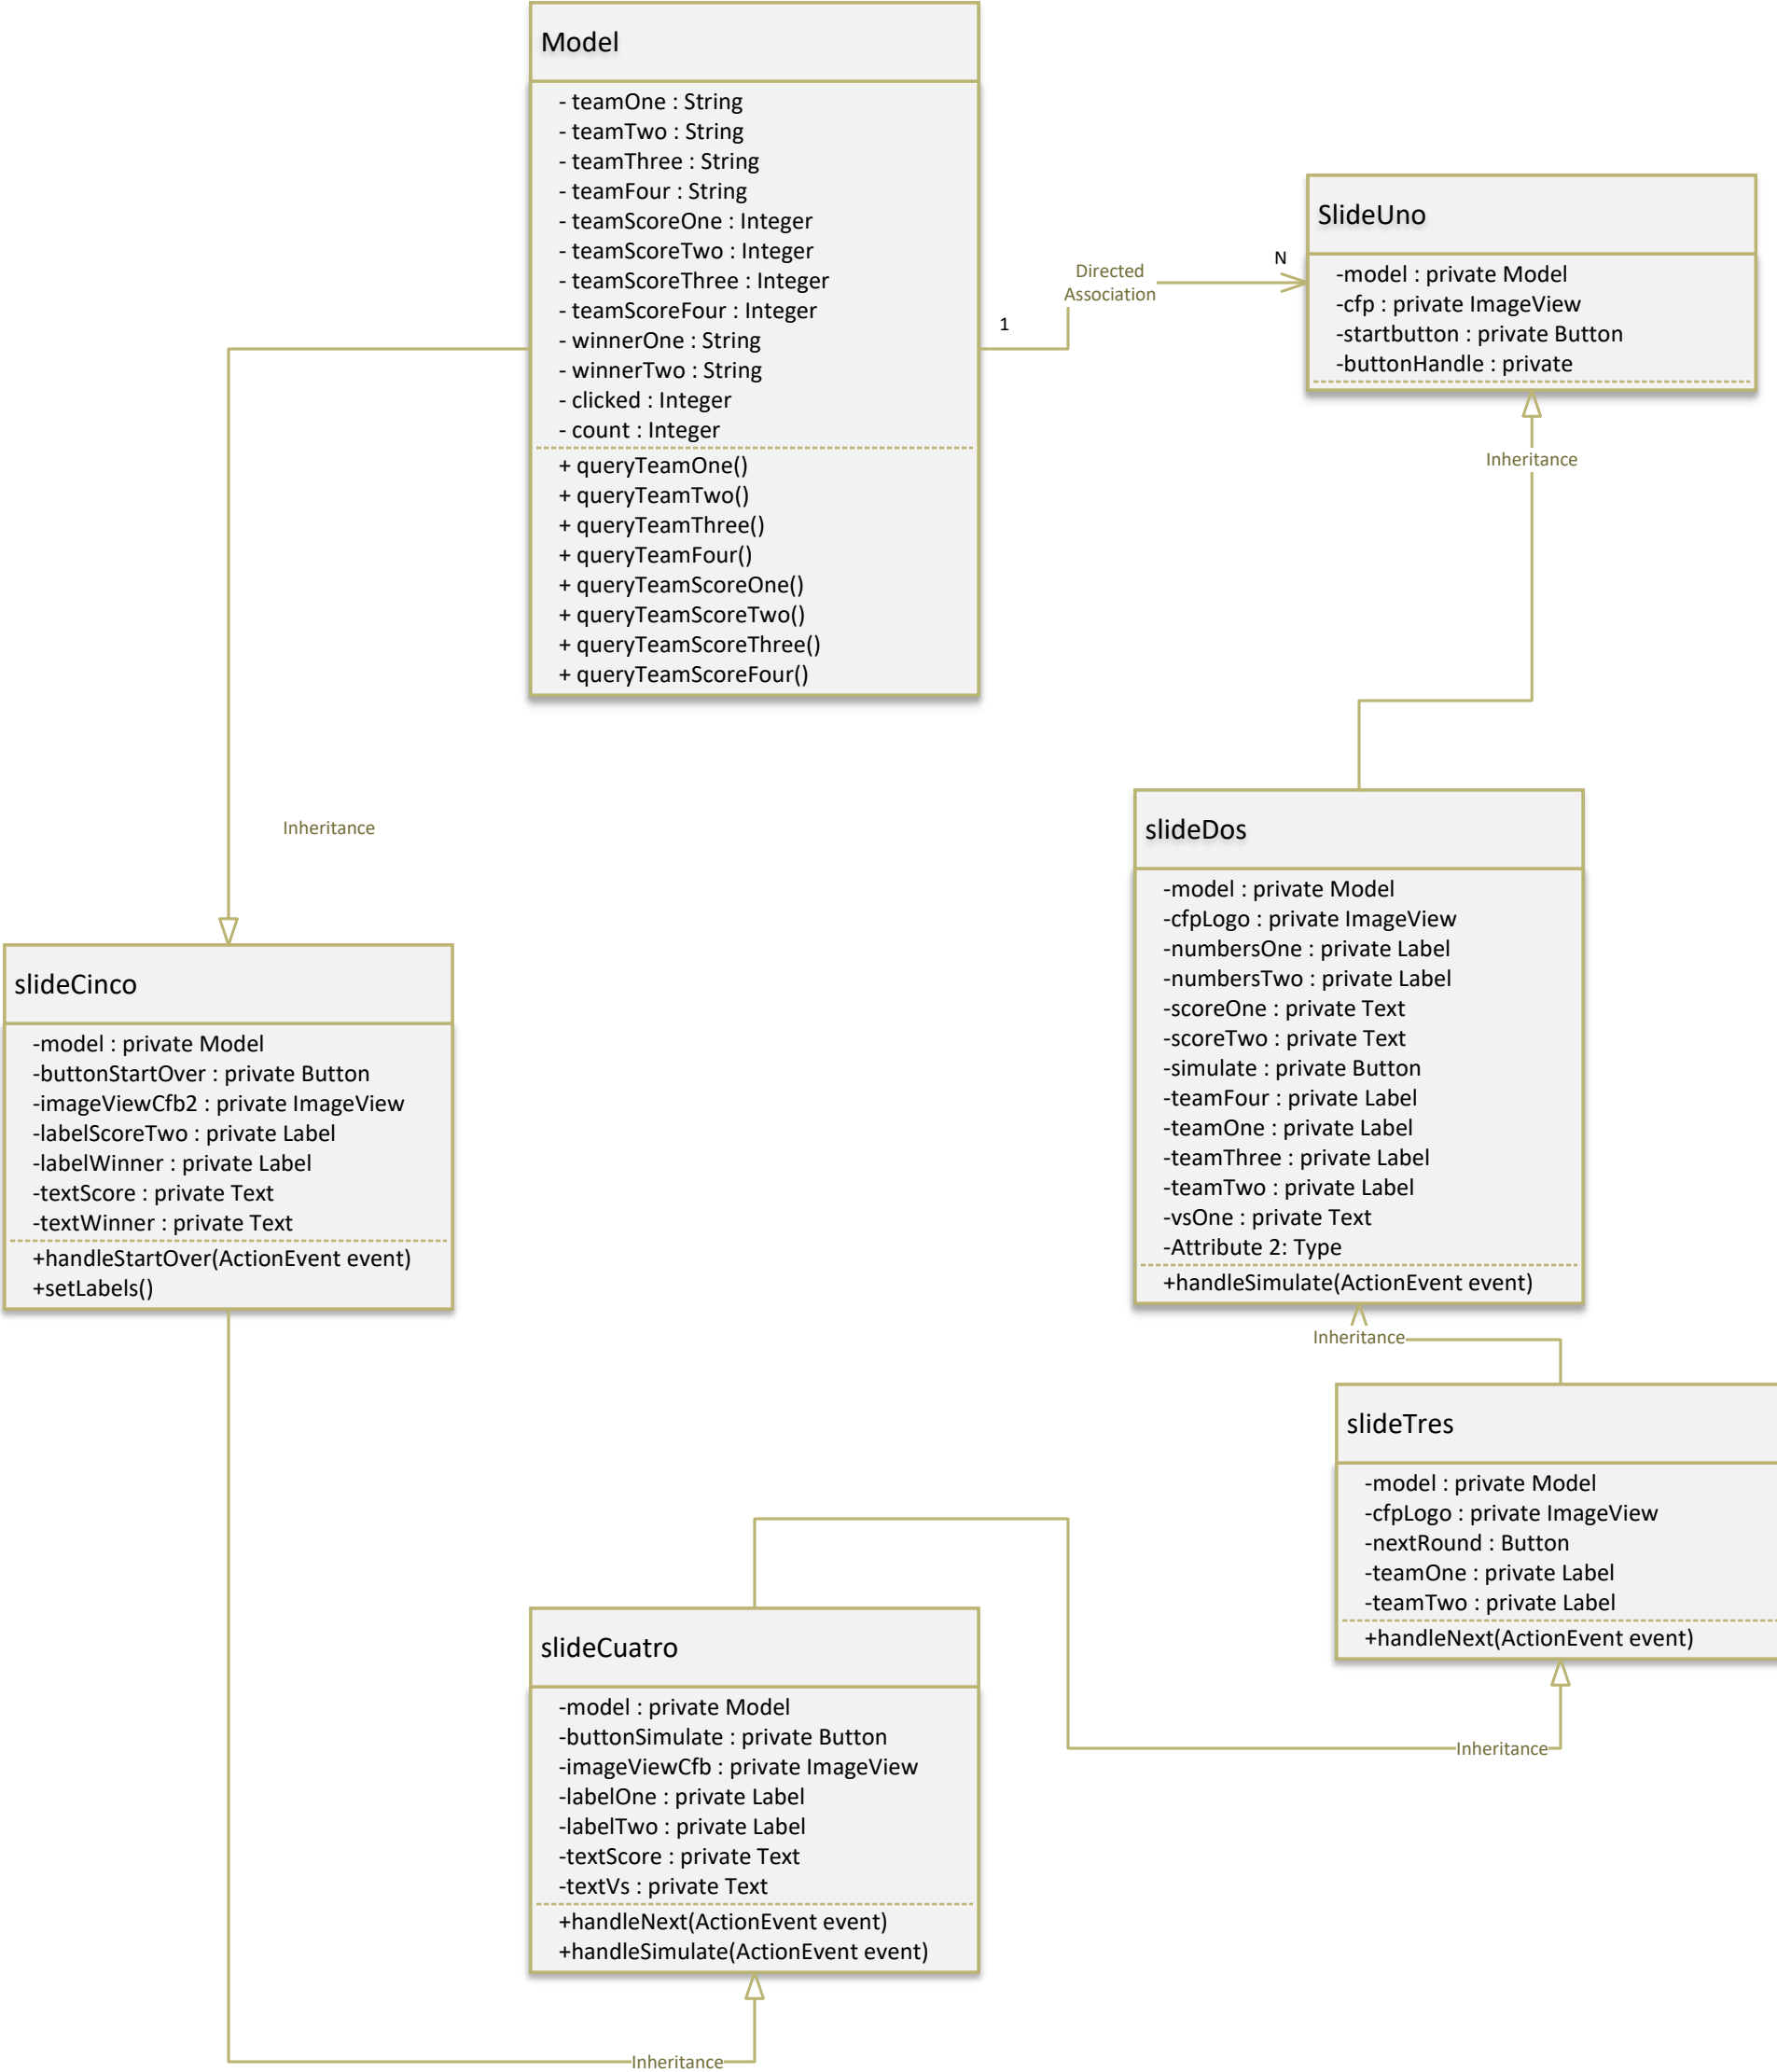 Model
- teamOne : String
- teamTwo : String
- teamThree : String
- teamFour : String
- teamScoreOne : Integer
- teamScoreTwo : Integer
- teamScoreThree : Integer
- teamScoreFour : Integer
- winnerOne : String
- winnerTwo : String
- clicked : Integer
- count : Integer
+ queryTeamOne()
+ queryTeamTwo()
+ queryTeamThree()
+ queryTeamFour()
+ queryTeamScoreOne()
+ queryTeamScoreTwo()
+ queryTeamScoreThree()
+ queryTeamScoreFour()
1
Directed
Association
N
SlideUno
-model : private Model
-cfp : private ImageView
-startbutton : private Button
-buttonHandle : private
Inheritance
Inheritance
slideDos
-model : private Model
-cfpLogo : private ImageView
-numbersOne : private Label
-numbersTwo : private Label
-scoreOne : private Text
-scoreTwo : private Text
-simulate : private Button
-teamFour : private Label
-teamOne : private Label
-teamThree : private Label
-teamTwo : private Label
-vsOne : private Text
-Attribute 2: Type
+handleSimulate(ActionEvent event)
slideCinco
-model : private Model
-buttonStartOver : private Button
-imageViewCfb2 : private ImageView
-labelScoreTwo : private Label
-labelWinner : private Label
-textScore : private Text
-textWinner : private Text
+handleStartOver(ActionEvent event)
+setLabels()
Inheritance
slideTres
-model : private Model
-cfpLogo : private ImageView
-nextRound : Button
-teamOne : private Label
-teamTwo : private Label
+handleNext(ActionEvent event)
slideCuatro
-model : private Model
-buttonSimulate : private Button
-imageViewCfb : private ImageView
-labelOne : private Label
-labelTwo : private Label
-textScore : private Text
-textVs : private Text
+handleNext(ActionEvent event)
+handleSimulate(ActionEvent event)
Inheritance
Inheritance